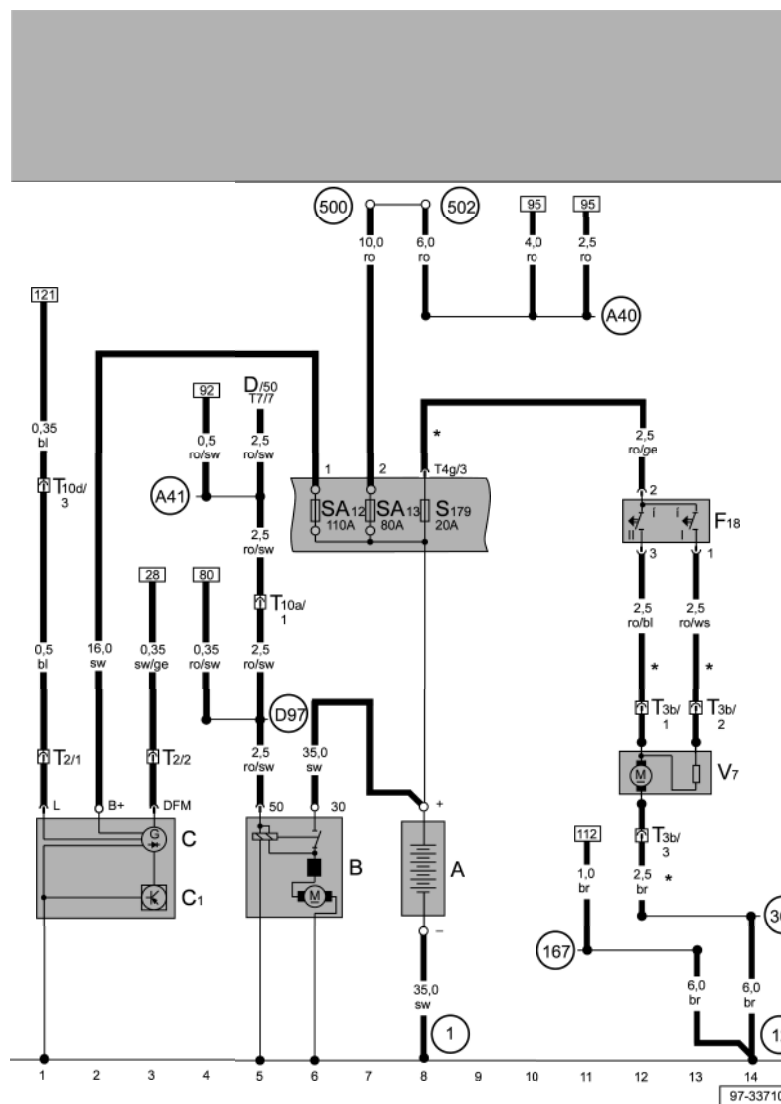 500 502 95 95
10,0 ro 6,0 ro 4,0 ro 2,5 ro
121
A40
92 D/50 T7/7
0,35 bl
0,5 ro/sw 2,5 ro/sw * 2,5 ro/ge
T10d/3 A41 1 2 T4g/3 2
SA12 110A SA13 80A S179 20A F18
I I
II I
3 1
2,5 ro/sw
28 80 T10a/1
2,5 ro/bl 2,5 ro/ws
0,5 bl 16,0 sw 0,35 sw/ge 0,35 ro/sw 2,5 ro/sw * *
D97 T3b/1 T3b/2
T2/1 T2/2 2,5 ro/sw 35,0 sw
M V7
L B+ DFM 50 30 +
G C 112 T3b/3
B A
C1 M
1,0 br 2,5 br *
–
167
35,0 sw 6,0 br 6,0 br
1
1 2 3 4 5 6 7 8 9 10 11 12 13 14
97-33710